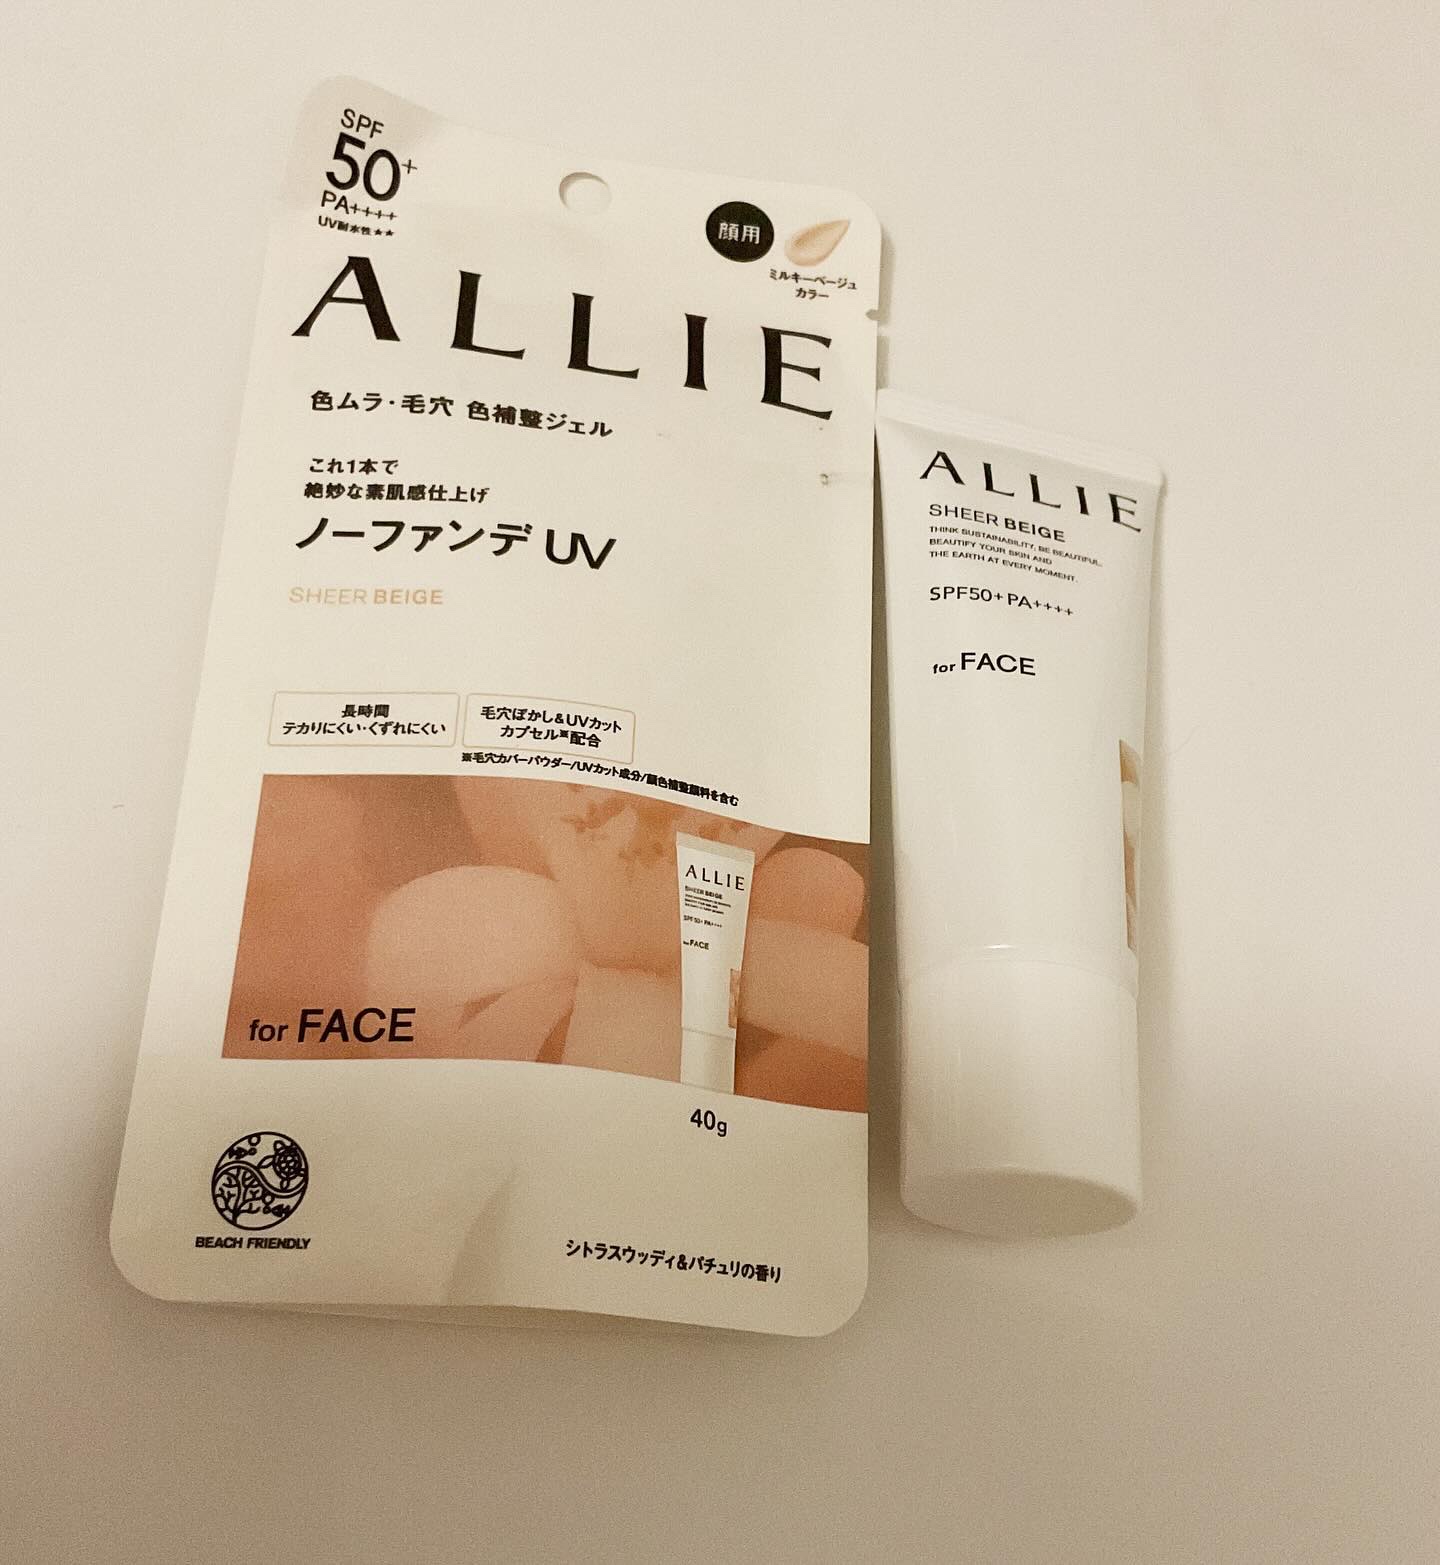 SPF
50+
PA++++
UV耐水性★★
顔用
ミルキーベージュ
カラー
ALLIE
色ムラ・毛穴 色補整ジェル
これ1本で
絶妙な素肌感仕上げ
ノーファンデ UV
SHEER BEIGE
長時間
テカりにくい・くずれにくい
毛穴ぼかし&UVカット
カプセル※配合
※毛穴カバーパウダー/UVカット成分/顔色補整顔料を含む
ALLIE
SHEER BEIGE
SPF50+ PA++++
for FACE
for FACE
40g
BEACH FRIENDLY
シトラスウッディ&パチュリの香り
ALLIE
SHEER BEIGE
THINK SUSTAINABILITY, BE BEAUTIFUL.
BEAUTIFY YOUR SKIN AND
THE EARTH AT EVERY MOMENT.
SPF50+ PA++++
for FACE